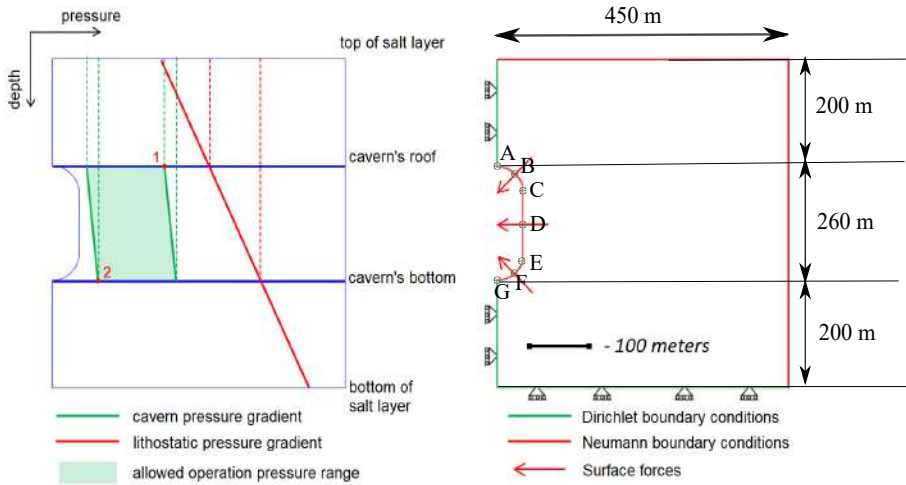 pressure
depth
top of salt layer
1
cavern's roof
2
cavern's bottom
bottom of
salt layer
cavern pressure gradient
lithostatic pressure gradient
allowed operation pressure range
450 m
200 m
A
B
C
D
260 m
E
F
G
200 m
- 100 meters
Dirichlet boundary conditions
Neumann boundary conditions
Surface forces